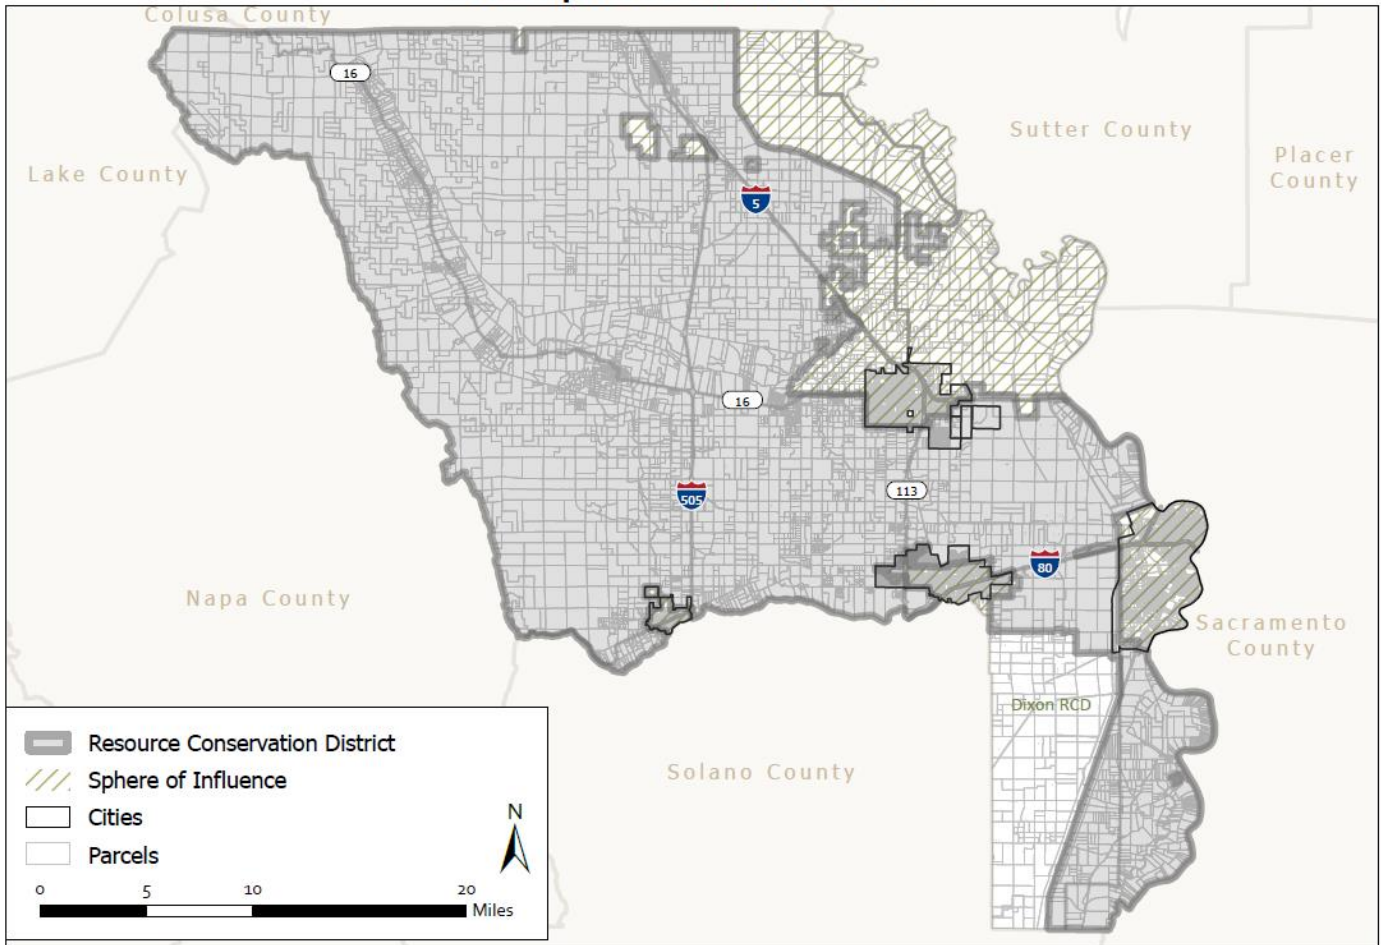 Colusa County
16
Sutter County
Placer
County
Lake County
5
16
505
113
80
Napa County
Sacramento
County
Dixon RCD
Solano County
Resource Conservation District
Sphere of Influence
Cities
Parcels
N
0 5 10 20
Miles